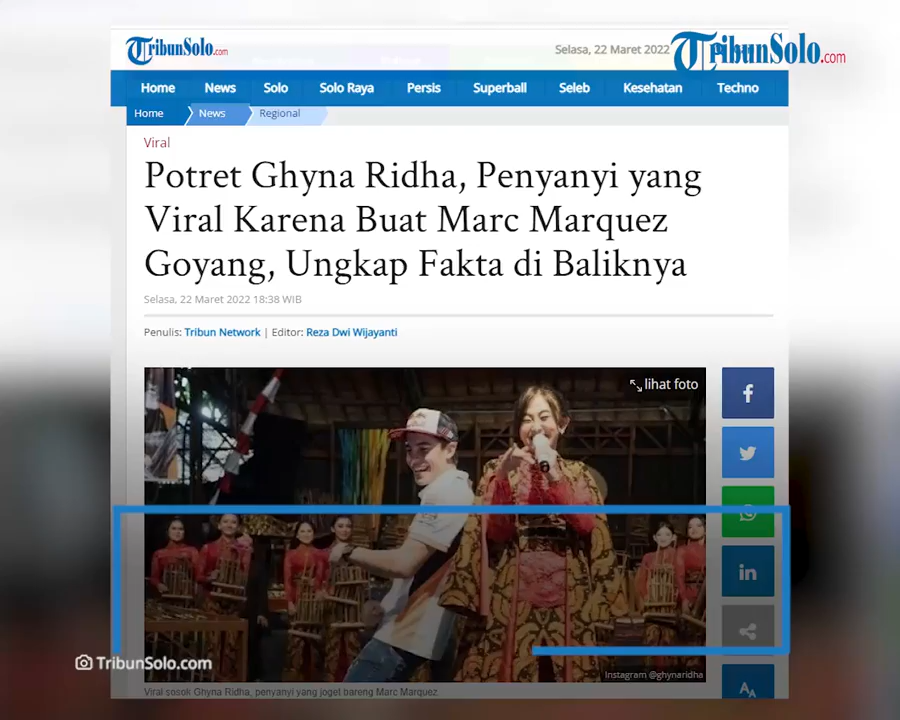 TribunSolo.com
Selasa, 22 Maret 2022
TribunSolo.com
Home News Solo Solo Raya Persis Superball Seleb Kesehatan Techno
Home News Regional
Viral
Potret Ghyna Ridha, Penyanyi yang
Viral Karena Buat Marc Marquez
Goyang, Ungkap Fakta di Baliknya
Selasa, 22 Maret 2022 18:38 WIB
Penulis: Tribun Network | Editor: Reza Dwi Wijayanti
lihat foto
f
in
Instagram @ghynaridha
TribunSolo.com
AA
Viral sosok Ghyna Ridha, penyanyi yang joget bareng Marc Marquez.